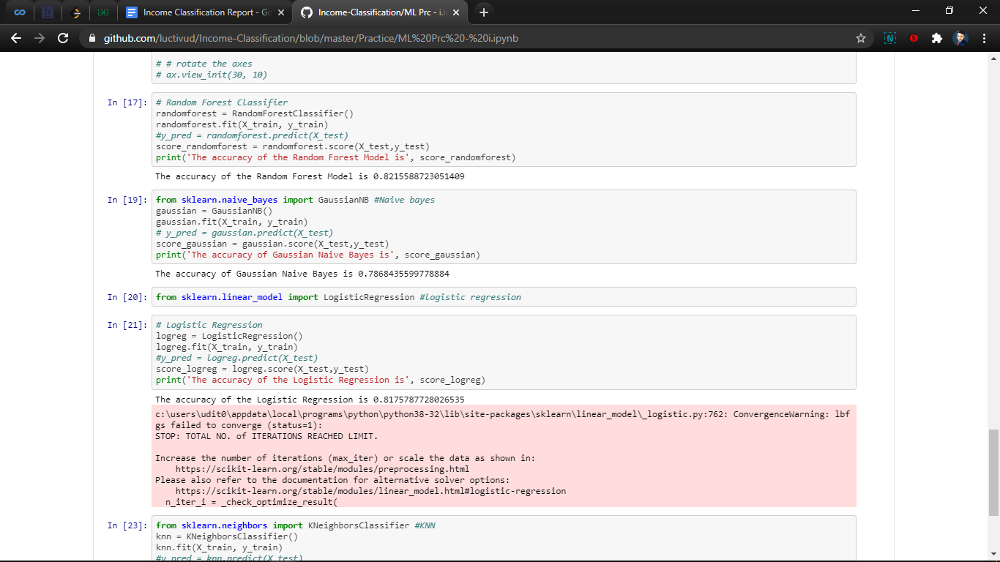 Income Classification Report - Go
Income-Classification/ML Prc - i.i
github.com/luctivud/Income-Classification/blob/master/Practice/ML%20Prc%20-%20i.ipynb
# # rotate the axes
# ax.view_init(30, 10)
In [17]:
# Random Forest Classifier
randomforest = RandomForestClassifier()
randomforest.fit(X_train, y_train)
#y_pred = randomforest.predict(X_test)
score_randomforest = randomforest.score(X_test,y_test)
print('The accuracy of the Random Forest Model is', score_randomforest)
The accuracy of the Random Forest Model is 0.8215588723051409
In [19]:
from sklearn.naive_bayes import GaussianNB #Naive bayes
gaussian = GaussianNB()
gaussian.fit(X_train, y_train)
# y_pred = gaussian.predict(X_test)
score_gaussian = gaussian.score(X_test,y_test)
print('The accuracy of Gaussian Naive Bayes is', score_gaussian)
The accuracy of Gaussian Naive Bayes is 0.7868435599778884
In [20]:
from sklearn.linear_model import LogisticRegression #logistic regression
In [21]:
# Logistic Regression
logreg = LogisticRegression()
logreg.fit(X_train, y_train)
#y_pred = logreg.predict(X_test)
score_logreg = logreg.score(X_test,y_test)
print('The accuracy of the Logistic Regression is', score_logreg)
The accuracy of the Logistic Regression is 0.8175787728026535
c:\users\udit0\appdata\local\programs\python\python38-32\lib\site-packages\sklearn\linear_model\_logistic.py:762: ConvergenceWarning: lbf
gs failed to converge (status=1):
STOP: TOTAL NO. of ITERATIONS REACHED LIMIT.
Increase the number of iterations (max_iter) or scale the data as shown in:
https://scikit-learn.org/stable/modules/preprocessing.html
Please also refer to the documentation for alternative solver options:
https://scikit-learn.org/stable/modules/linear_model.html#logistic-regression
n_iter_i = _check_optimize_result(
In [23]:
from sklearn.neighbors import KNeighborsClassifier #KNN
knn = KNeighborsClassifier()
knn.fit(X_train, y_train)
#y_pred = knn.predict(X_test)